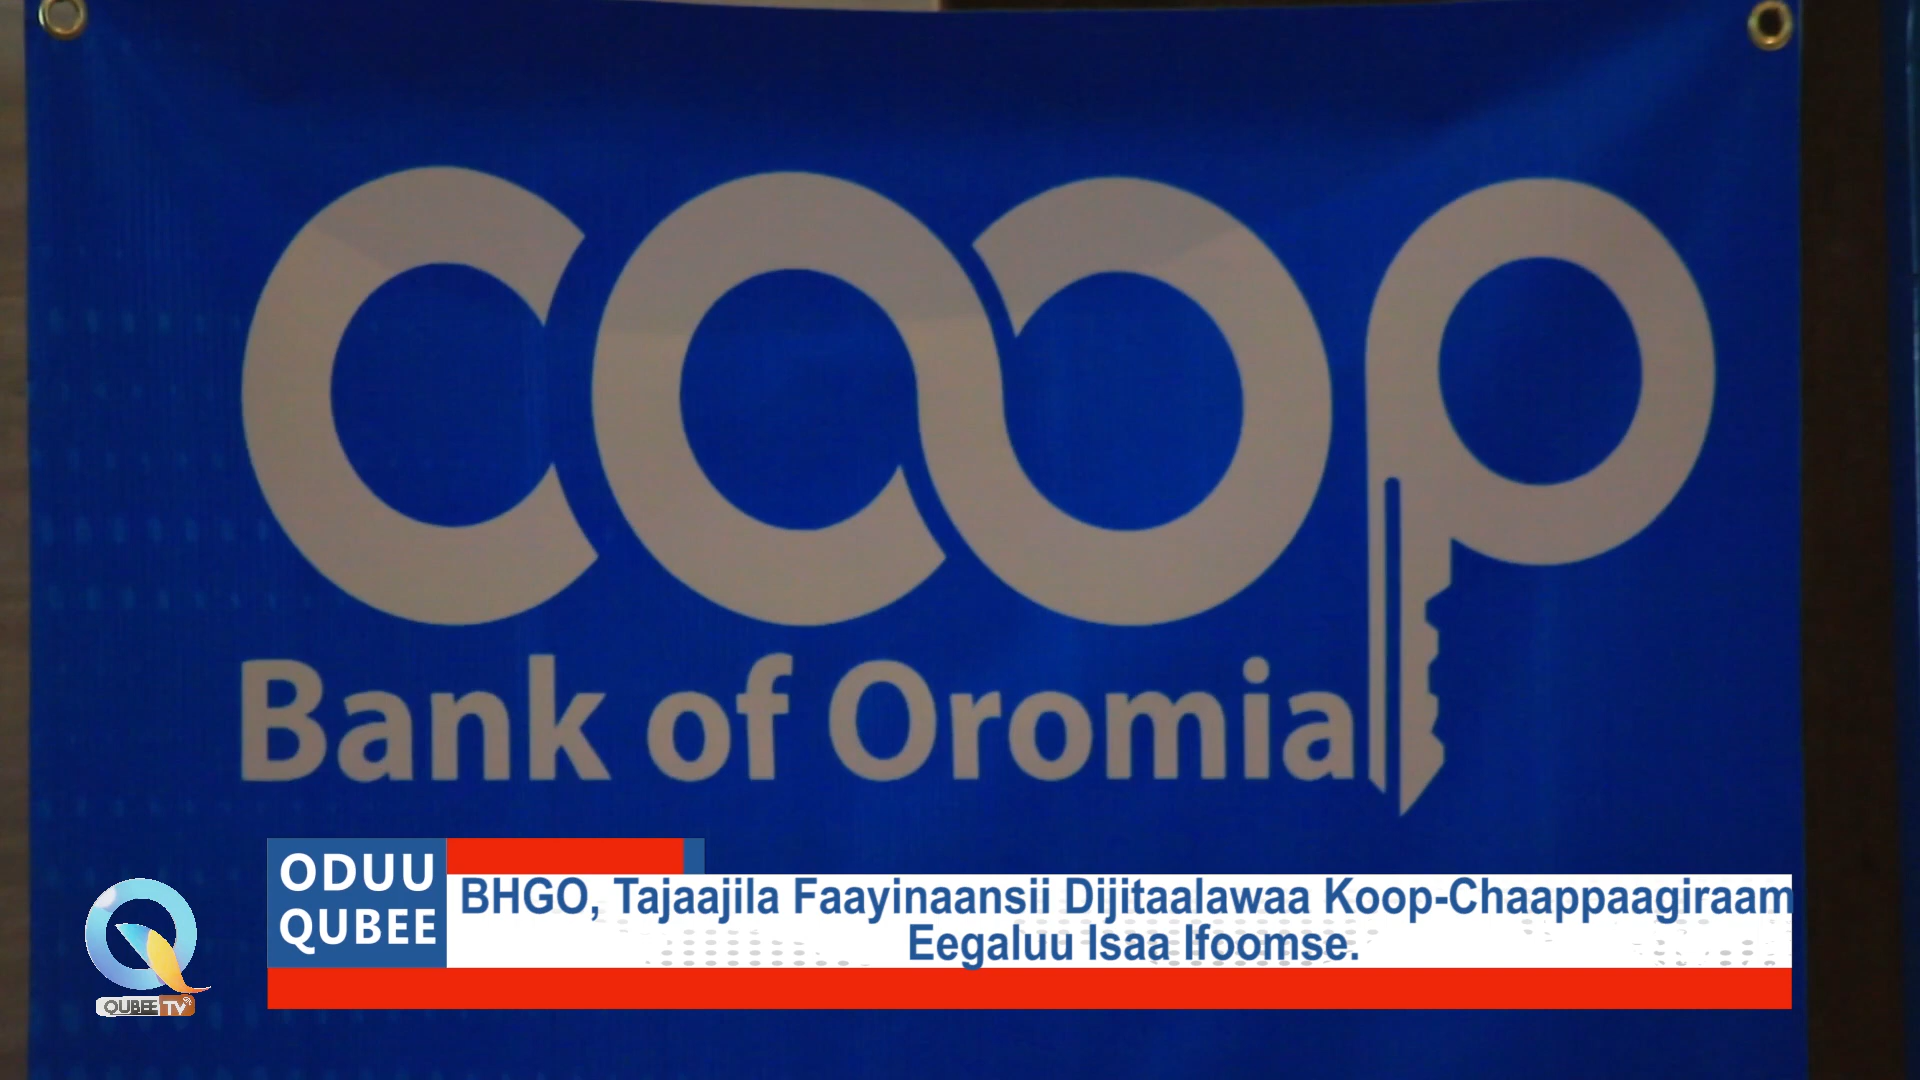 coop
Bank of Oromia
ODUU
QUBEE
BHGO, Tajaajila Faayinaansii Dijitaalawaa Koop-Chaappaagiraam
Eegaluu Isaa Ifoomse.
QUBEE TV